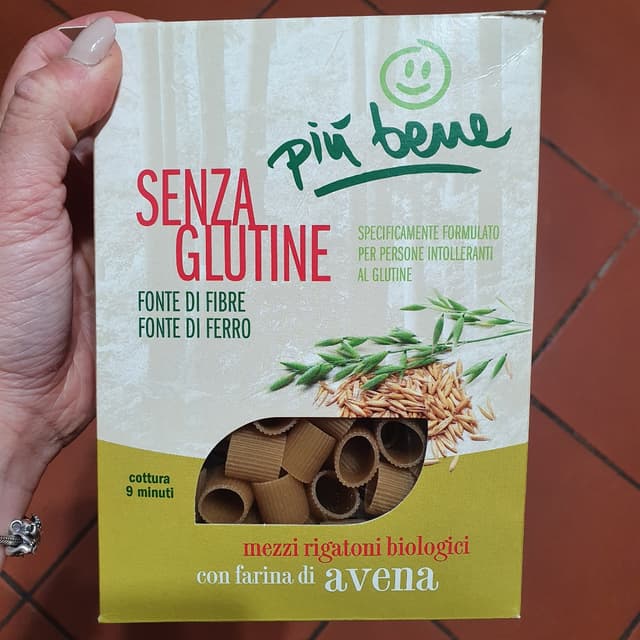 più bene
SENZA
GLUTINE
SPECIFICAMENTE FORMULATO
PER PERSONE INTOLLERANTI
AL GLUTINE
FONTE DI FIBRE
FONTE DI FERRO
cottura
9 minuti
mezzi rigatoni biologici
con farina di avena